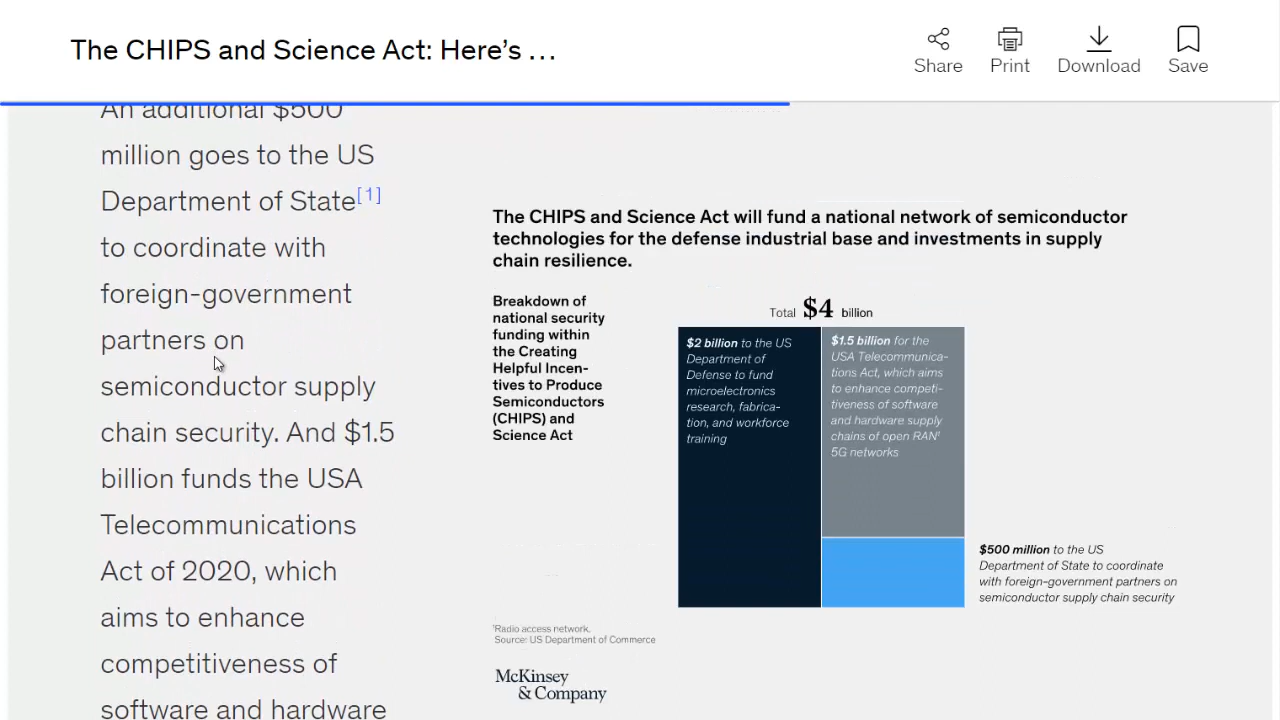 The CHIPS and Science Act: Here’s …
Share
Print
Download
Save
An additional $500
million goes to the US
Department of State[1]
to coordinate with
foreign-government
partners on
semiconductor supply
chain security. And $1.5
billion funds the USA
Telecommunications
Act of 2020, which
aims to enhance
competitiveness of
software and hardware
The CHIPS and Science Act will fund a national network of semiconductor
technologies for the defense industrial base and investments in supply
chain resilience.
Breakdown of
national security
funding within
the Creating
Helpful Incen-
tives to Produce
Semiconductors
(CHIPS) and
Science Act
Total $4 billion
$2 billion to the US
Department of
Defense to fund
microelectronics
research, fabrica-
tion, and workforce
training
$1.5 billion for the
USA Telecommunica-
tions Act, which aims
to enhance competi-
tiveness of software
and hardware supply
chains of open RAN¹
5G networks
$500 million to the US
Department of State to coordinate
with foreign-government partners on
semiconductor supply chain security
¹Radio access network.
Source: US Department of Commerce
McKinsey
& Company